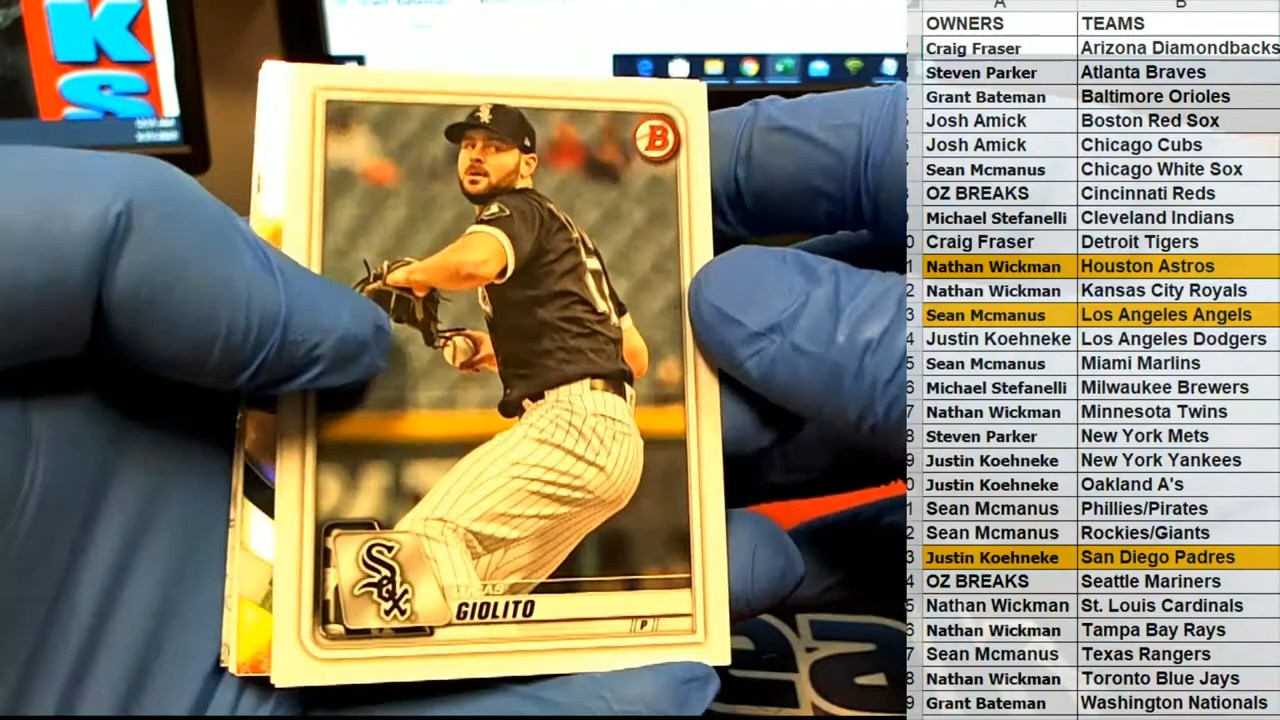 KS
Sox
B
LUCAS
GIOLITO
P
A B
OWNERS TEAMS
Craig Fraser Arizona Diamondbacks
Steven Parker Atlanta Braves
Grant Bateman Baltimore Orioles
Josh Amick Boston Red Sox
Josh Amick Chicago Cubs
Sean Mcmanus Chicago White Sox
OZ BREAKS Cincinnati Reds
Michael Stefanelli Cleveland Indians
Craig Fraser Detroit Tigers
Nathan Wickman Houston Astros
Nathan Wickman Kansas City Royals
Sean Mcmanus Los Angeles Angels
Justin Koehneke Los Angeles Dodgers
Sean Mcmanus Miami Marlins
Michael Stefanelli Milwaukee Brewers
Nathan Wickman Minnesota Twins
Steven Parker New York Mets
Justin Koehneke New York Yankees
Justin Koehneke Oakland A's
Sean Mcmanus Phillies/Pirates
Sean Mcmanus Rockies/Giants
Justin Koehneke San Diego Padres
OZ BREAKS Seattle Mariners
Nathan Wickman St. Louis Cardinals
Nathan Wickman Tampa Bay Rays
Sean Mcmanus Texas Rangers
Nathan Wickman Toronto Blue Jays
Grant Bateman Washington Nationals